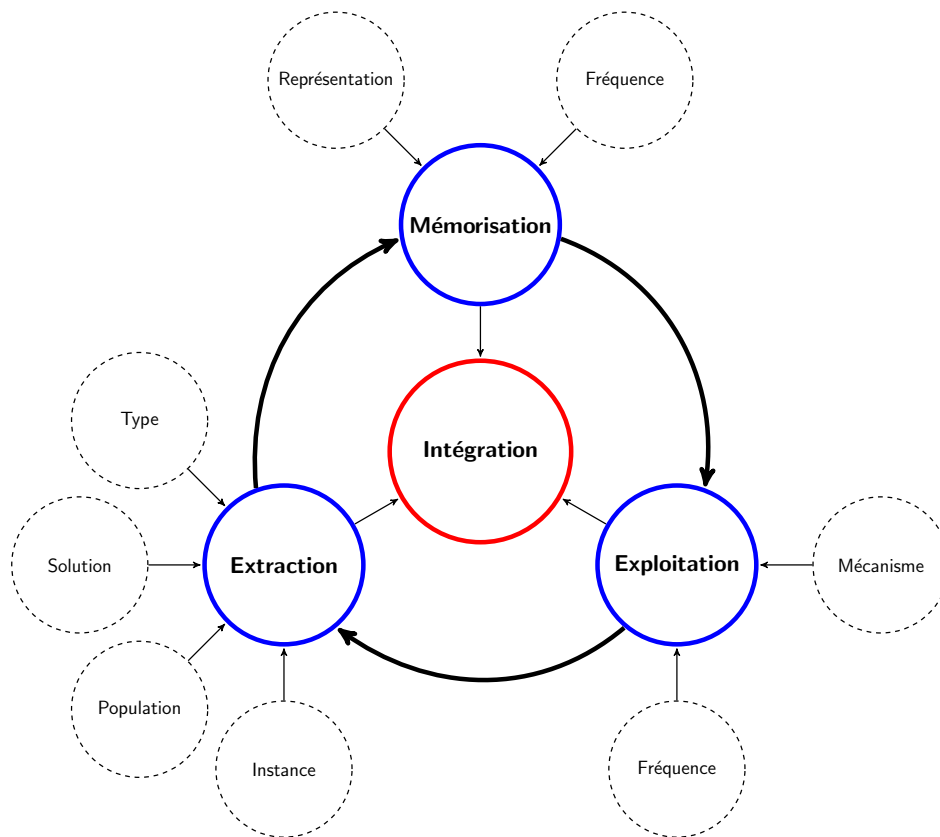 Représentation
Fréquence
Mémorisation
Type
Intégration
Solution
Extraction
Exploitation
Mécanisme
Population
Instance
Fréquence